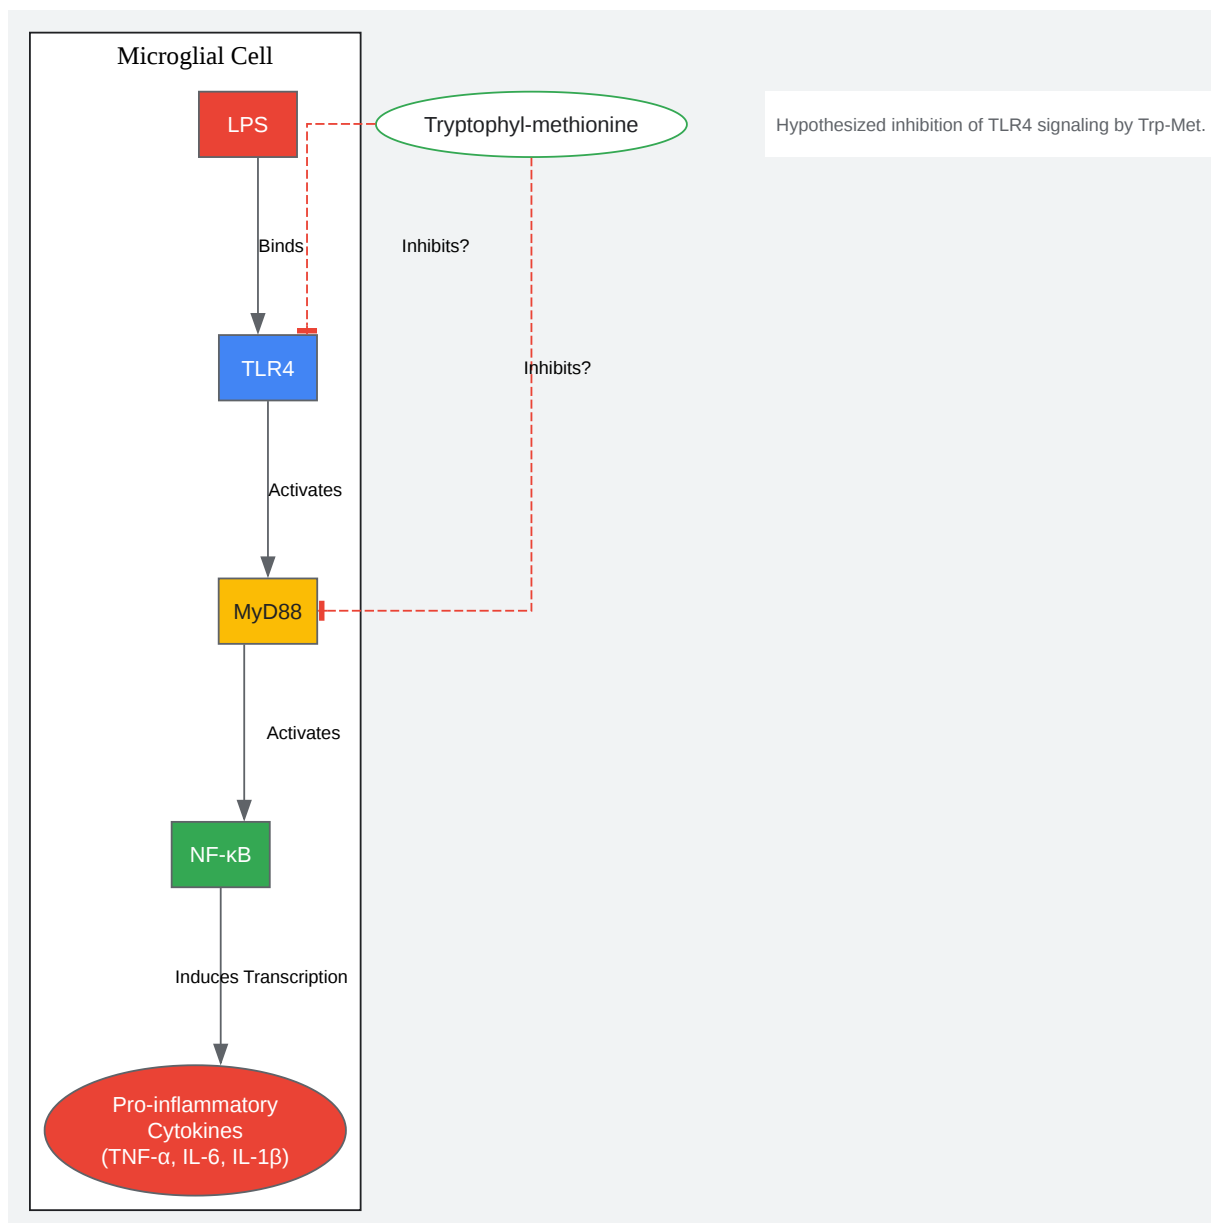 Microglial Cell
LPS
Tryptophyl-methionine
Hypothesized inhibition of TLR4 signaling by Trp-Met.
Binds
Inhibits?
TLR4
Inhibits?
Activates
MyD88
Activates
NF-κB
Induces Transcription
Pro-inflammatory
Cytokines
(TNF-α, IL-6, IL-1β)